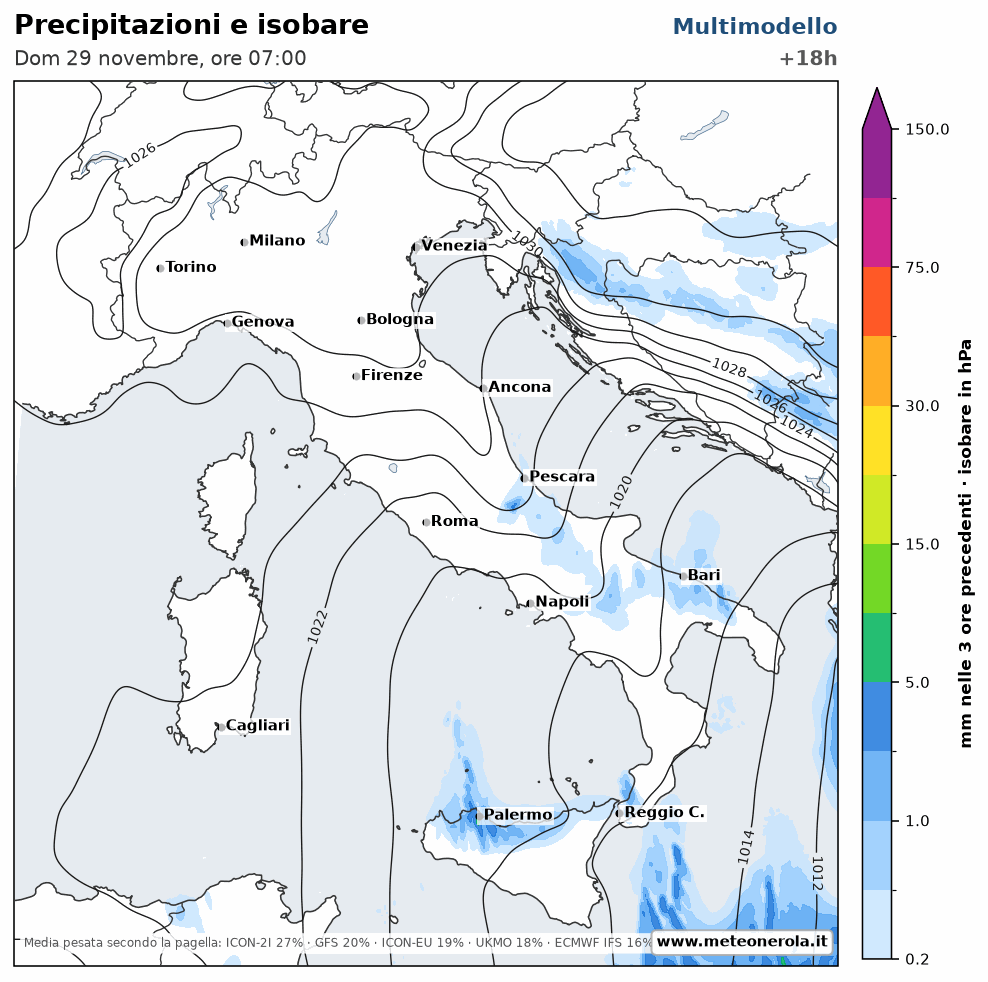 Precipitazioni e isobare
Multimodello
Dom 29 novembre, ore 07:00
+18h
150.0
1026
Milano
Venezia
1030
Torino
75.0
Genova
Bologna
Firenze
1028
Ancona
1026
30.0
1024
Pescara
1020
Roma
15.0
Bari
Napoli
1022
5.0
Cagliari
Palermo
Reggio C.
1.0
1014
1012
Media pesata secondo la pagella: ICON-2I 27% · GFS 20% · ICON-EU 19% · UKMO 18% · ECMWF IFS 16%
www.meteonerola.it
0.2
mm nelle 3 ore precedenti · isobare in hPa